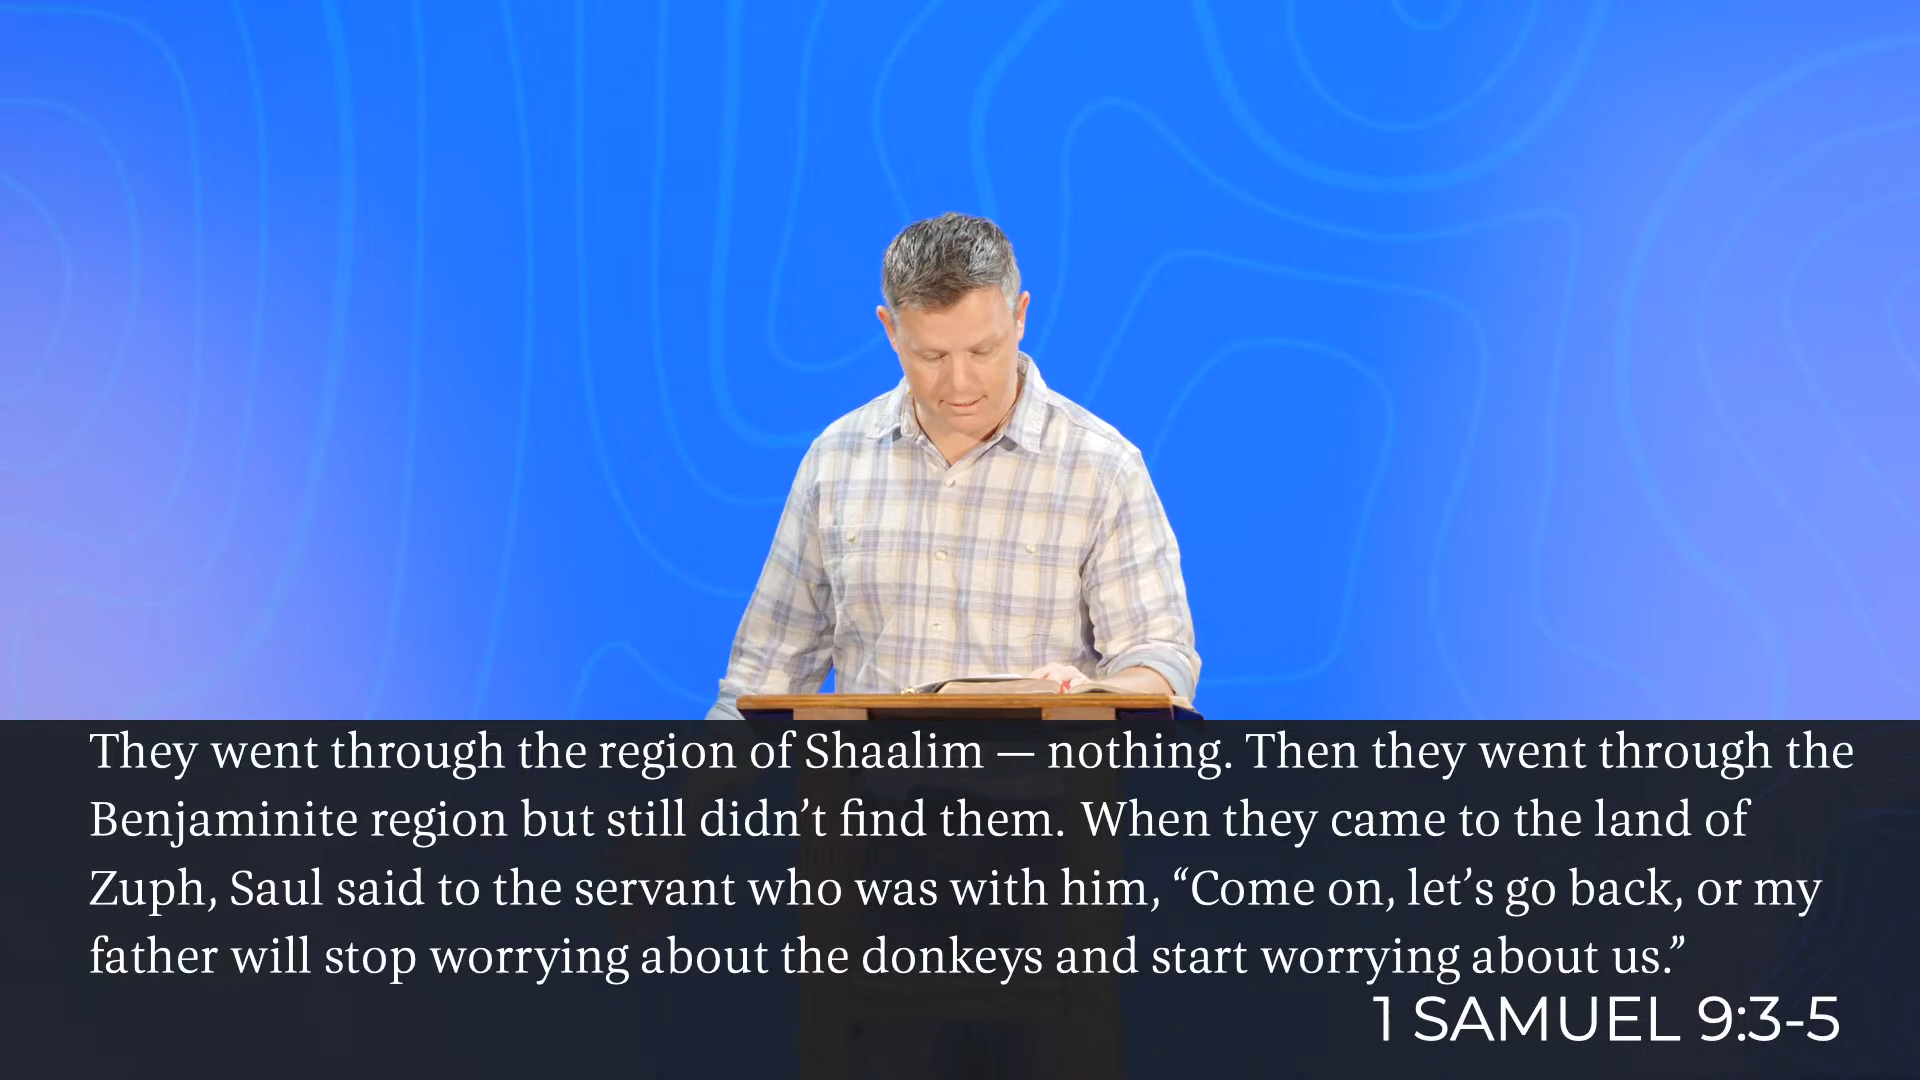 They went through the region of Shaalim — nothing. Then they went through the
Benjaminite region but still didn’t find them. When they came to the land of
Zuph, Saul said to the servant who was with him, “Come on, let’s go back, or my
father will stop worrying about the donkeys and start worrying about us.”
1 SAMUEL 9:3-5